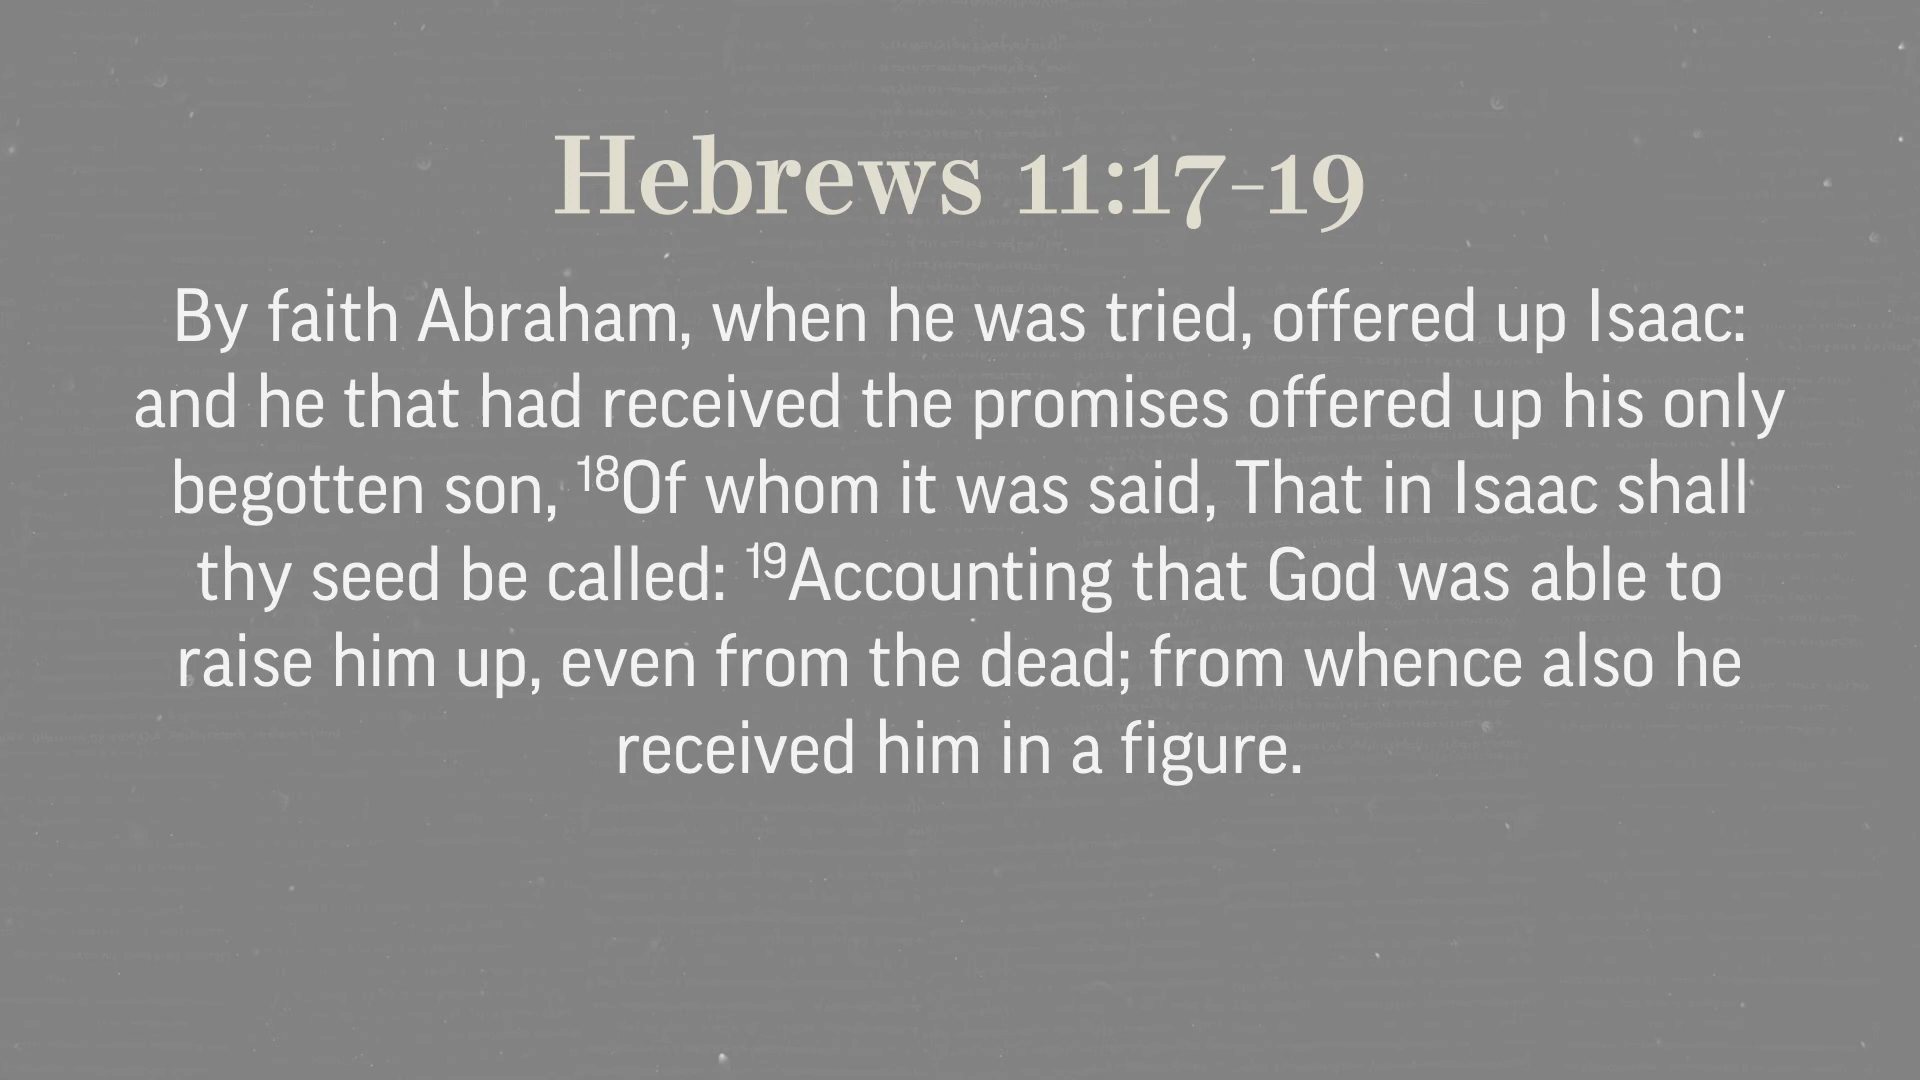 Hebrews 11:17-19
By faith Abraham, when he was tried, offered up Isaac:
and he that had received the promises offered up his only
begotten son, ¹⁸Of whom it was said, That in Isaac shall
thy seed be called: ¹⁹Accounting that God was able to
raise him up, even from the dead; from whence also he
received him in a figure.